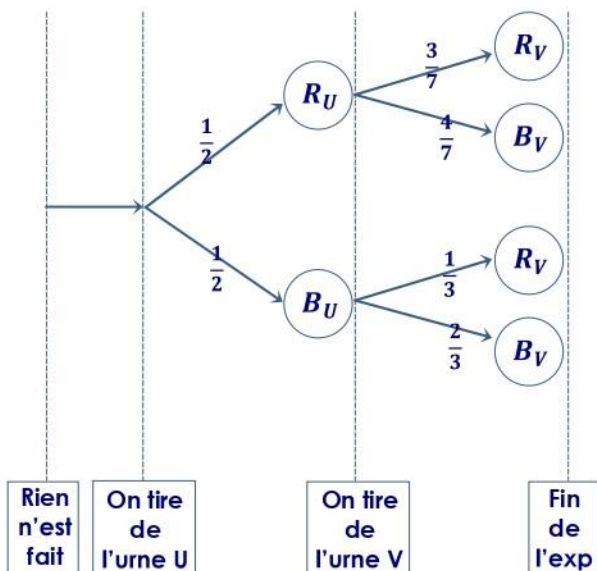 R_V
3/7
R_U
4/7
B_V
1/2
1/2
R_V
1/3
B_U
2/3
B_V
Rien
n'est
fait
On tire
de
l'urne U
On tire
de
l'urne V
Fin
de
l'exp